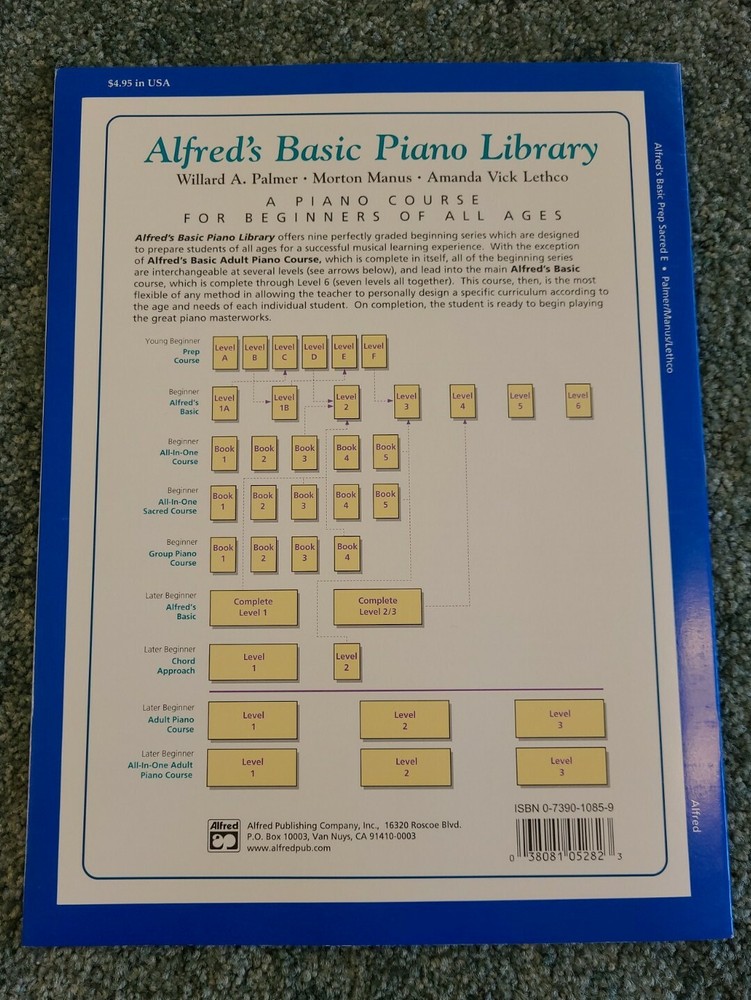 $4.95 in USA
Alfred's Basic Piano Library
Willard A. Palmer • Morton Manus • Amanda Vick Lethco
A PIANO COURSE
FOR BEGINNERS OF ALL AGES
Alfred's Basic Piano Library offers nine perfectly graded beginning series which are designed
to prepare students of all ages for a successful musical learning experience. With the exception
of Alfred's Basic Adult Piano Course, which is complete in itself, all of the beginning series
are interchangeable at several levels (see arrows below), and lead into the main Alfred's Basic
course, which is complete through Level 6 (seven levels all together). This course, then, is the most
flexible of any method in allowing the teacher to personally design a specific curriculum according to
the age and needs of each individual student. On completion, the student is ready to begin playing
the great piano masterworks.
Young Beginner
Prep
Course
Level
A
Level
B
Level
C
Level
D
Level
E
Level
F
Beginner
Alfred's
Basic
Level
1A
Level
1B
Level
2
Level
3
Level
4
Level
5
Level
6
Beginner
All-In-One
Course
Book
1
Book
2
Book
3
Book
4
Book
5
Beginner
All-In-One
Sacred Course
Book
1
Book
2
Book
3
Book
4
Book
5
Beginner
Group Piano
Course
Book
1
Book
2
Book
3
Book
4
Later Beginner
Alfred's
Basic
Complete
Level 1
Complete
Level 2/3
Later Beginner
Chord
Approach
Level
1
Level
2
Later Beginner
Adult Piano
Course
Level
1
Level
2
Level
3
Later Beginner
All-In-One Adult
Piano Course
Level
1
Level
2
Level
3
Alfred
Alfred Publishing Company, Inc., 16320 Roscoe Blvd.
P.O. Box 10003, Van Nuys, CA 91410-0003
www.alfredpub.com
ISBN 0-7390-1085-9
0 38081 05282 3
Alfred's Basic Prep Sacred E • Palmer/Manus/Lethco
Alfred